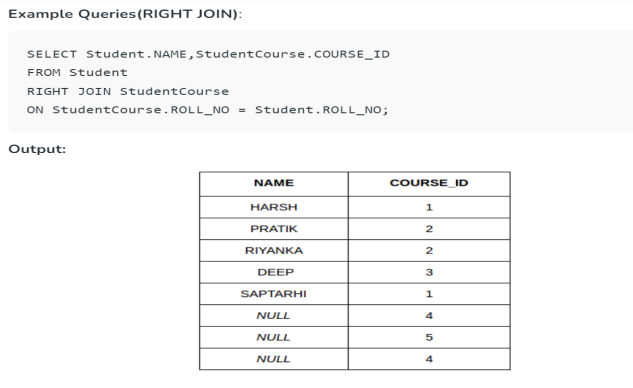 Example Queries(RIGHT JOIN):
SELECT Student.NAME,StudentCourse.COURSE_ID
FROM Student
RIGHT JOIN StudentCourse
ON StudentCourse.ROLL_NO = Student.ROLL_NO;
Output:
NAME COURSE_ID
HARSH 1
PRATIK 2
RIYANKA 2
DEEP 3
SAPTARHI 1
NULL 4
NULL 5
NULL 4